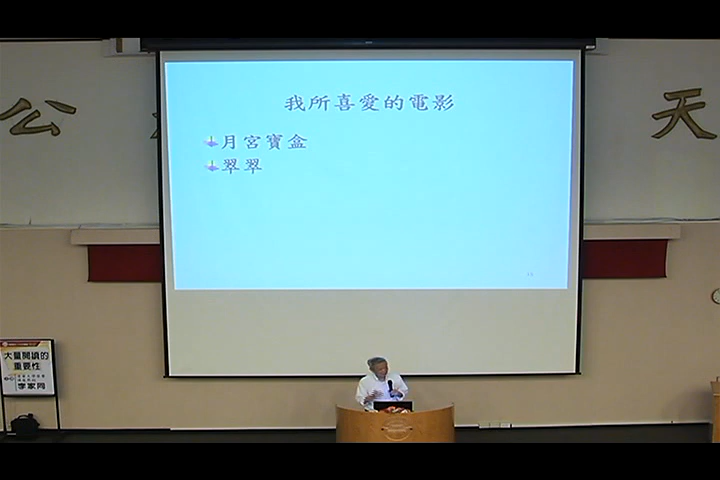 我所喜愛的電影
月宮寶盒
翠翠
公
天
大量閱讀的
重要性
李家同